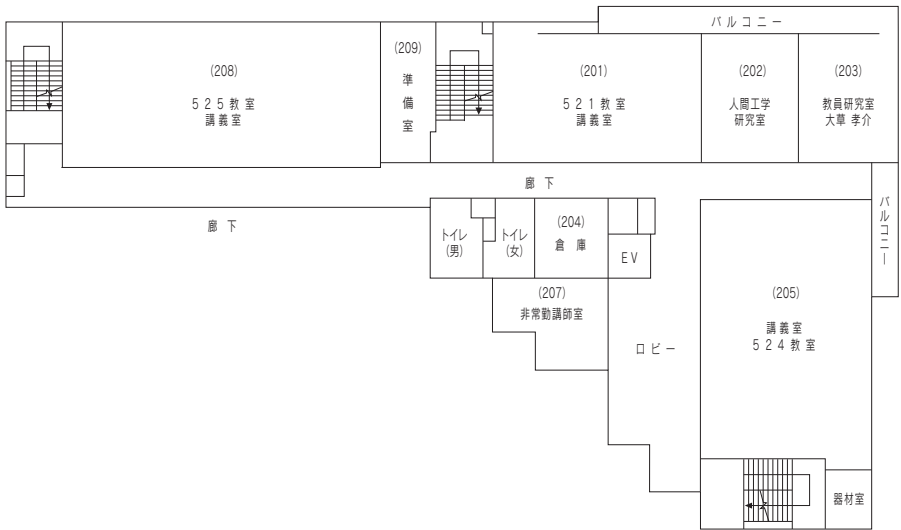 バルコニー
(208)
525教室
講義室
(209)
準
備
室
(201)
521教室
講義室
(202)
人間工学
研究室
(203)
教員研究室
大草 孝介
廊下
廊下
バルコニー
トイレ
(男)
トイレ
(女)
(204)
倉庫
EV
(207)
非常勤講師室
ロビー
(205)
講義室
524教室
器材室